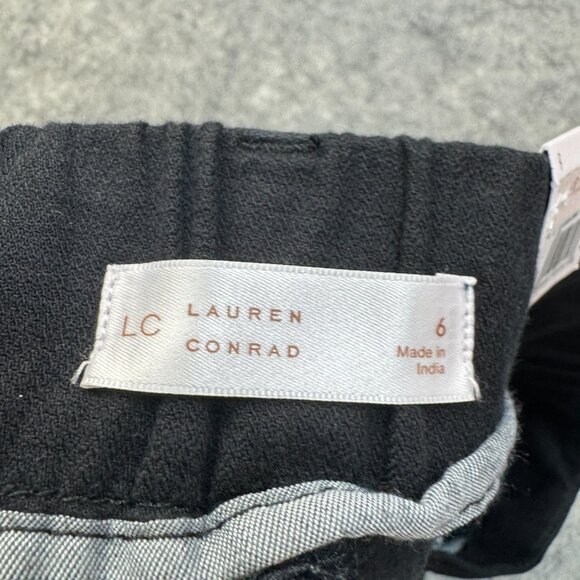 LC LAUREN
CONRAD
6
Made in
India